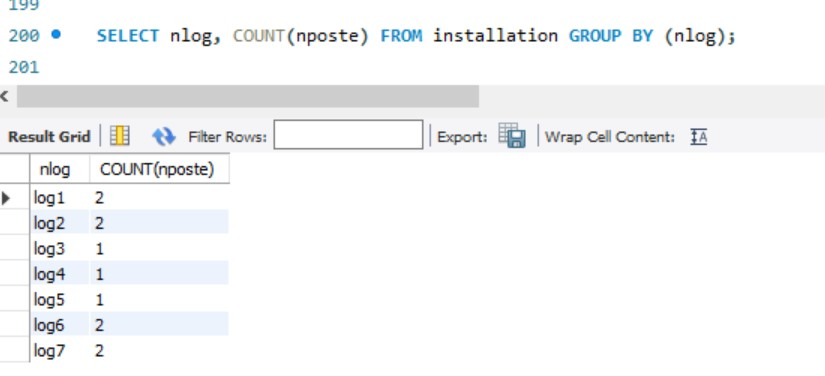 199
200 SELECT nlog, COUNT(nposte) FROM installation GROUP BY (nlog);
201
Result Grid Filter Rows: Export: Wrap Cell Content: IA
nlog COUNT(nposte)
log1 2
log2 2
log3 1
log4 1
log5 1
log6 2
log7 2